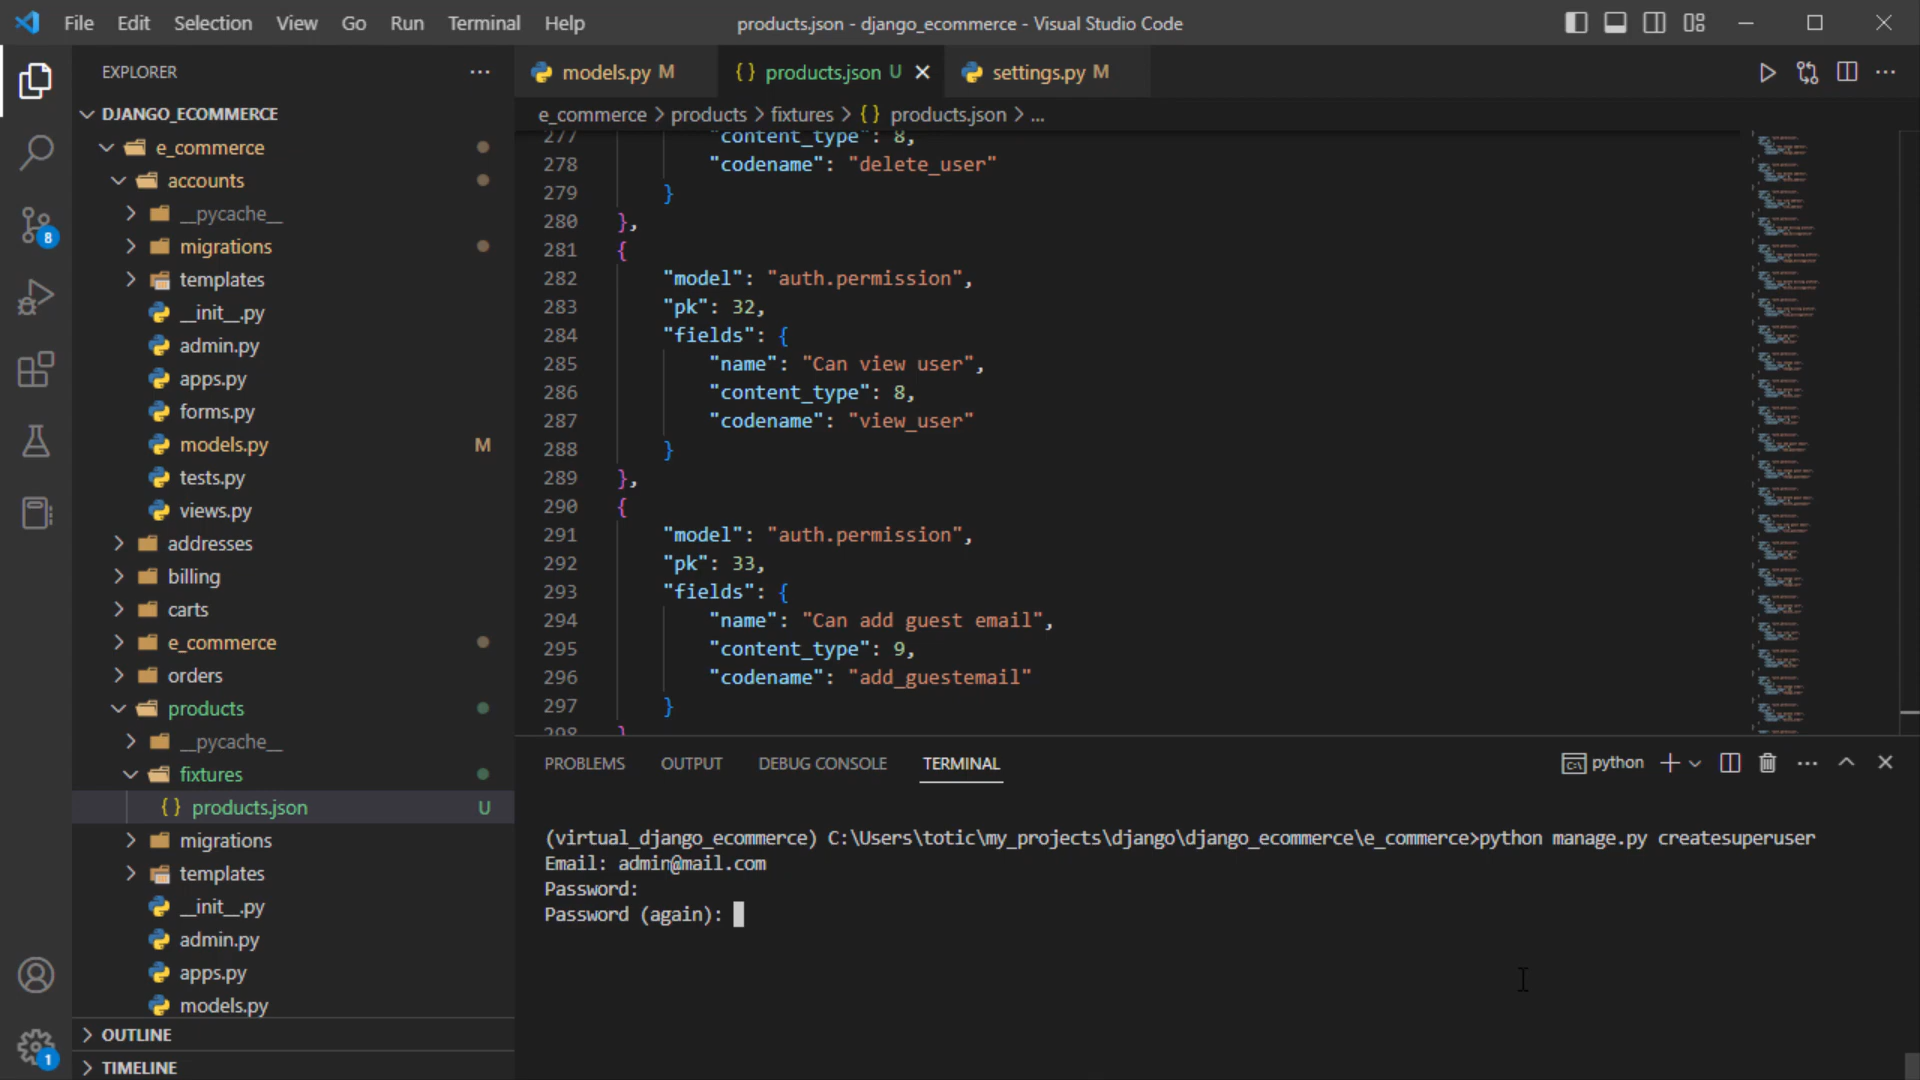 File Edit Selection View Go Run Terminal Help
products.json - django_ecommerce - Visual Studio Code
EXPLORER
DJANGO_ECOMMERCE
e_commerce
accounts
__pycache__
migrations
templates
__init__.py
admin.py
apps.py
forms.py
models.py M
tests.py
views.py
addresses
billing
carts
e_commerce
orders
products
__pycache__
fixtures
{} products.json U
migrations
templates
__init__.py
admin.py
apps.py
models.py
OUTLINE
TIMELINE
8
1
models.py M
{} products.json U
settings.py M
e_commerce > products > fixtures > {} products.json > ...
277 "content_type": 8,
278 "codename": "delete_user"
279 }
280 },
281 {
282 "model": "auth.permission",
283 "pk": 32,
284 "fields": {
285 "name": "Can view user",
286 "content_type": 8,
287 "codename": "view_user"
288 }
289 },
290 {
291 "model": "auth.permission",
292 "pk": 33,
293 "fields": {
294 "name": "Can add guest email",
295 "content_type": 9,
296 "codename": "add_guestemail"
297 }
298 }
PROBLEMS OUTPUT DEBUG CONSOLE TERMINAL
python
(virtual_django_ecommerce) C:\Users\totic\my_projects\django\django_ecommerce\e_commerce>python manage.py createsuperuser
Email: admin@mail.com
Password:
Password (again):